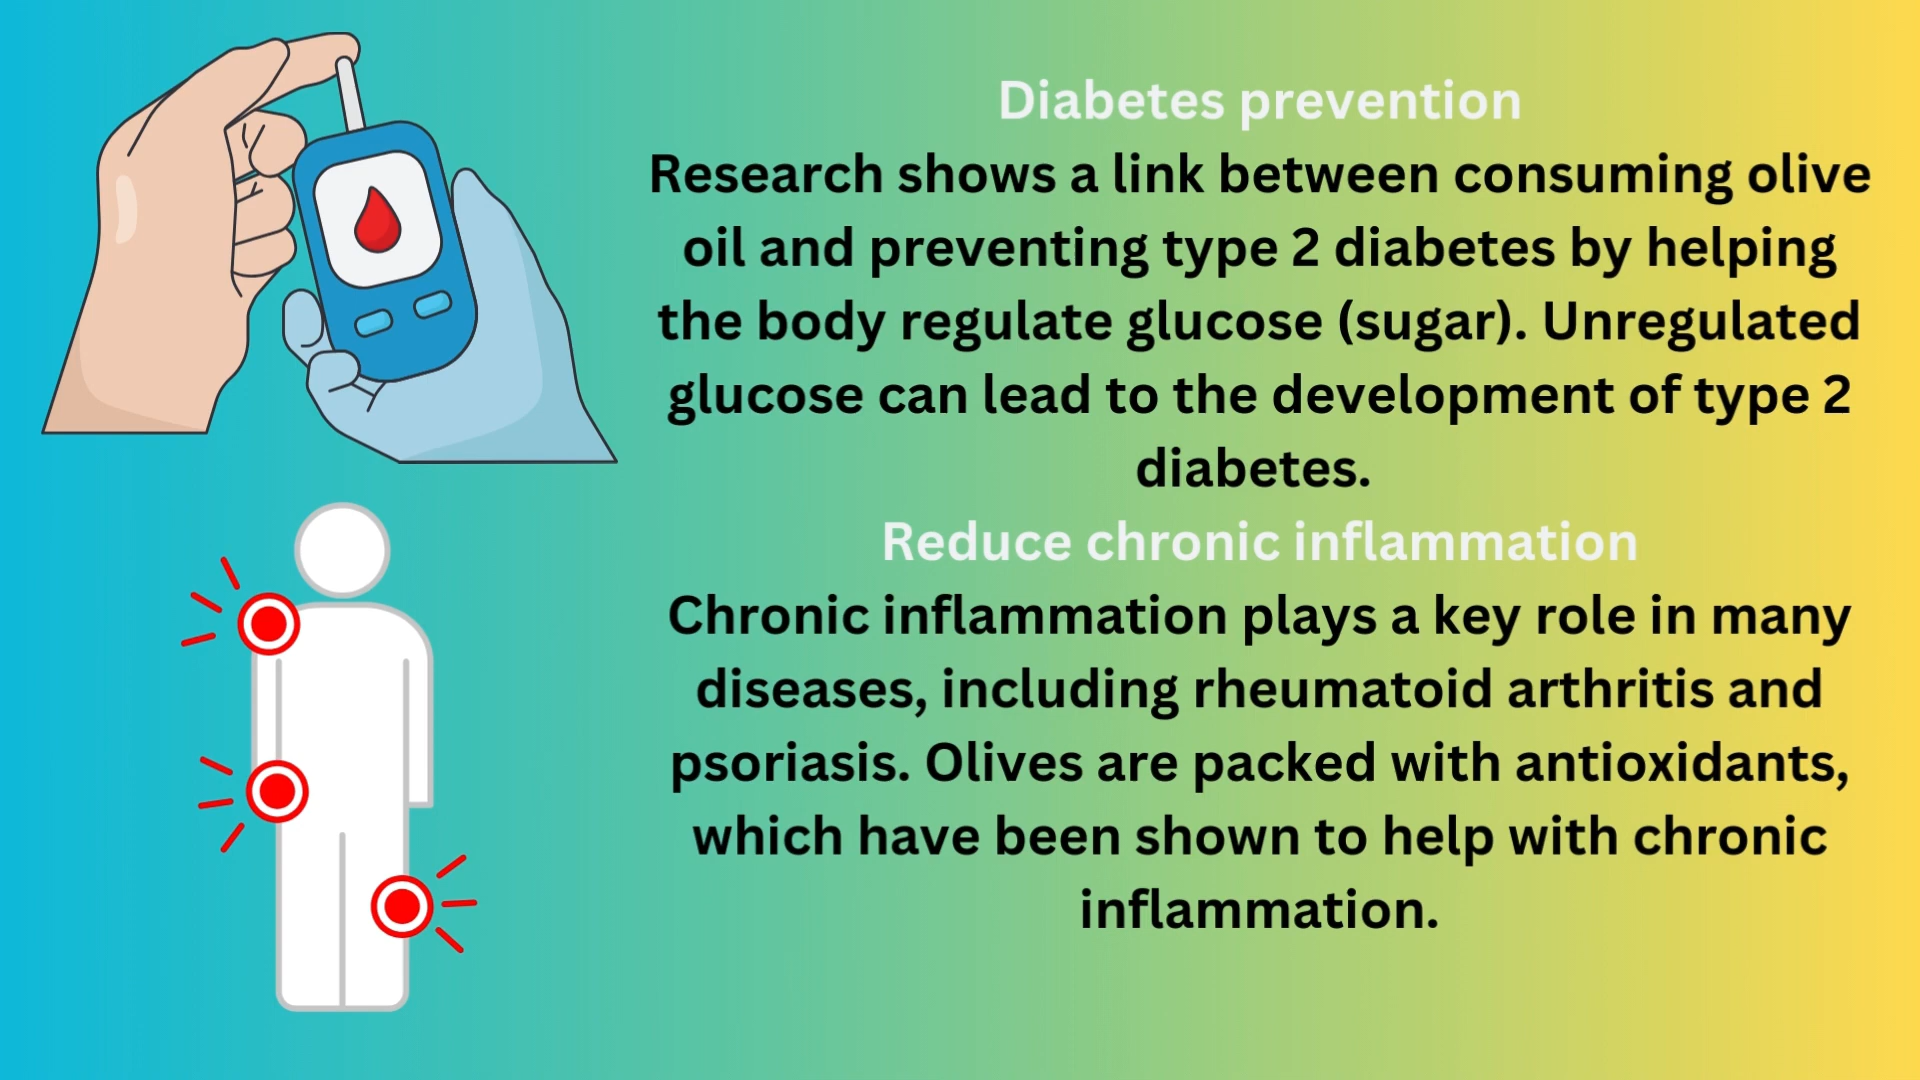 Diabetes prevention
Research shows a link between consuming olive
oil and preventing type 2 diabetes by helping
the body regulate glucose (sugar). Unregulated
glucose can lead to the development of type 2
diabetes.
Reduce chronic inflammation
Chronic inflammation plays a key role in many
diseases, including rheumatoid arthritis and
psoriasis. Olives are packed with antioxidants,
which have been shown to help with chronic
inflammation.